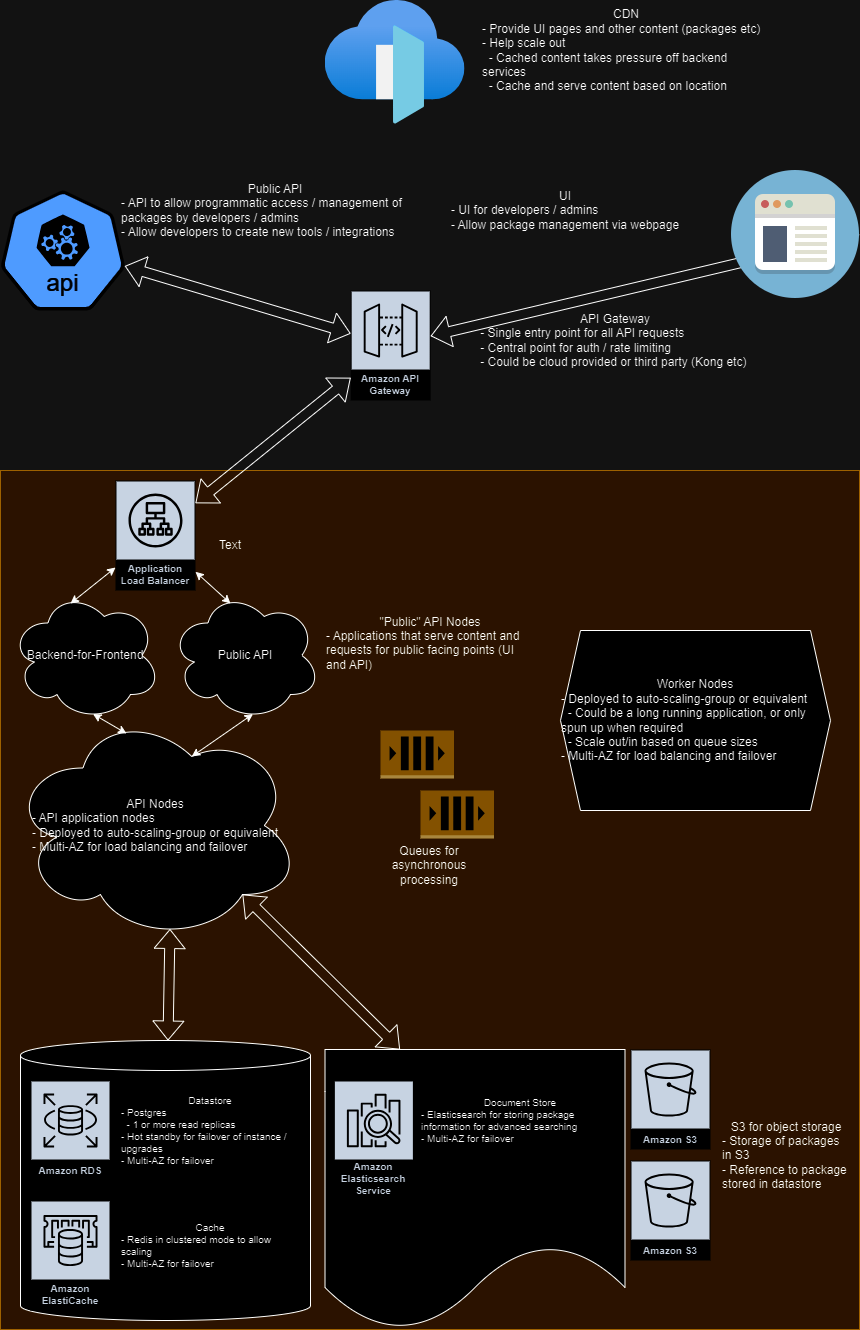 CDN
- Provide UI pages and other content (packages etc)
- Help scale out
- Cached content takes pressure off backend
services
- Cache and serve content based on location
Public API
- API to allow programmatic access / management of
packages by developers / admins
- Allow developers to create new tools / integrations
UI
- UI for developers / admins
- Allow package management via webpage
api
</>
Amazon API
Gateway
API Gateway
- Single entry point for all API requests
- Central point for auth / rate limiting
- Could be cloud provided or third party (Kong etc)
Application
Load Balancer
Text
Backend-for-Frontend
Public API
"Public" API Nodes
- Applications that serve content and
requests for public facing points (UI
and API)
Worker Nodes
- Deployed to auto-scaling-group or equivalent
- Could be a long running application, or only
spun up when required
- Scale out/in based on queue sizes
- Multi-AZ for load balancing and failover
API Nodes
- API application nodes
- Deployed to auto-scaling-group or equivalent
- Multi-AZ for load balancing and failover
Queues for
asynchronous
processing
Amazon RDS
Datastore
- Postgres
- 1 or more read replicas
- Hot standby for failover of instance /
upgrades
- Multi-AZ for failover
Amazon
ElastiCache
Cache
- Redis in clustered mode to allow
scaling
- Multi-AZ for failover
Amazon
Elasticsearch
Service
Document Store
- Elasticsearch for storing package
information for advanced searching
- Multi-AZ for failover
Amazon S3
Amazon S3
S3 for object storage
- Storage of packages
in S3
- Reference to package
stored in datastore